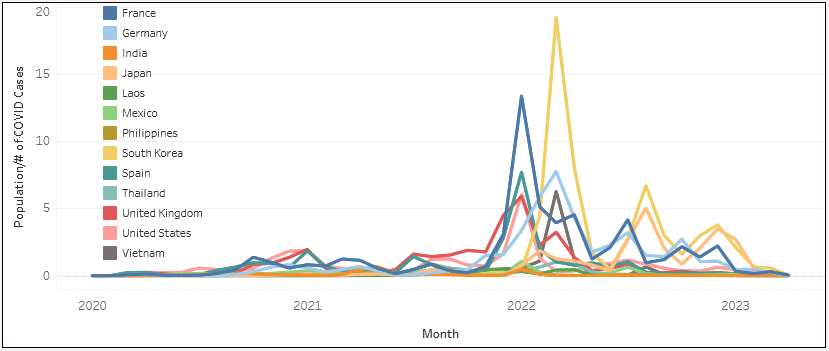 Population/# of COVID Cases
20
15
10
5
0
France
Germany
India
Japan
Laos
Mexico
Philippines
South Korea
Spain
Thailand
United Kingdom
United States
Vietnam
2020
2021
2022
2023
Month